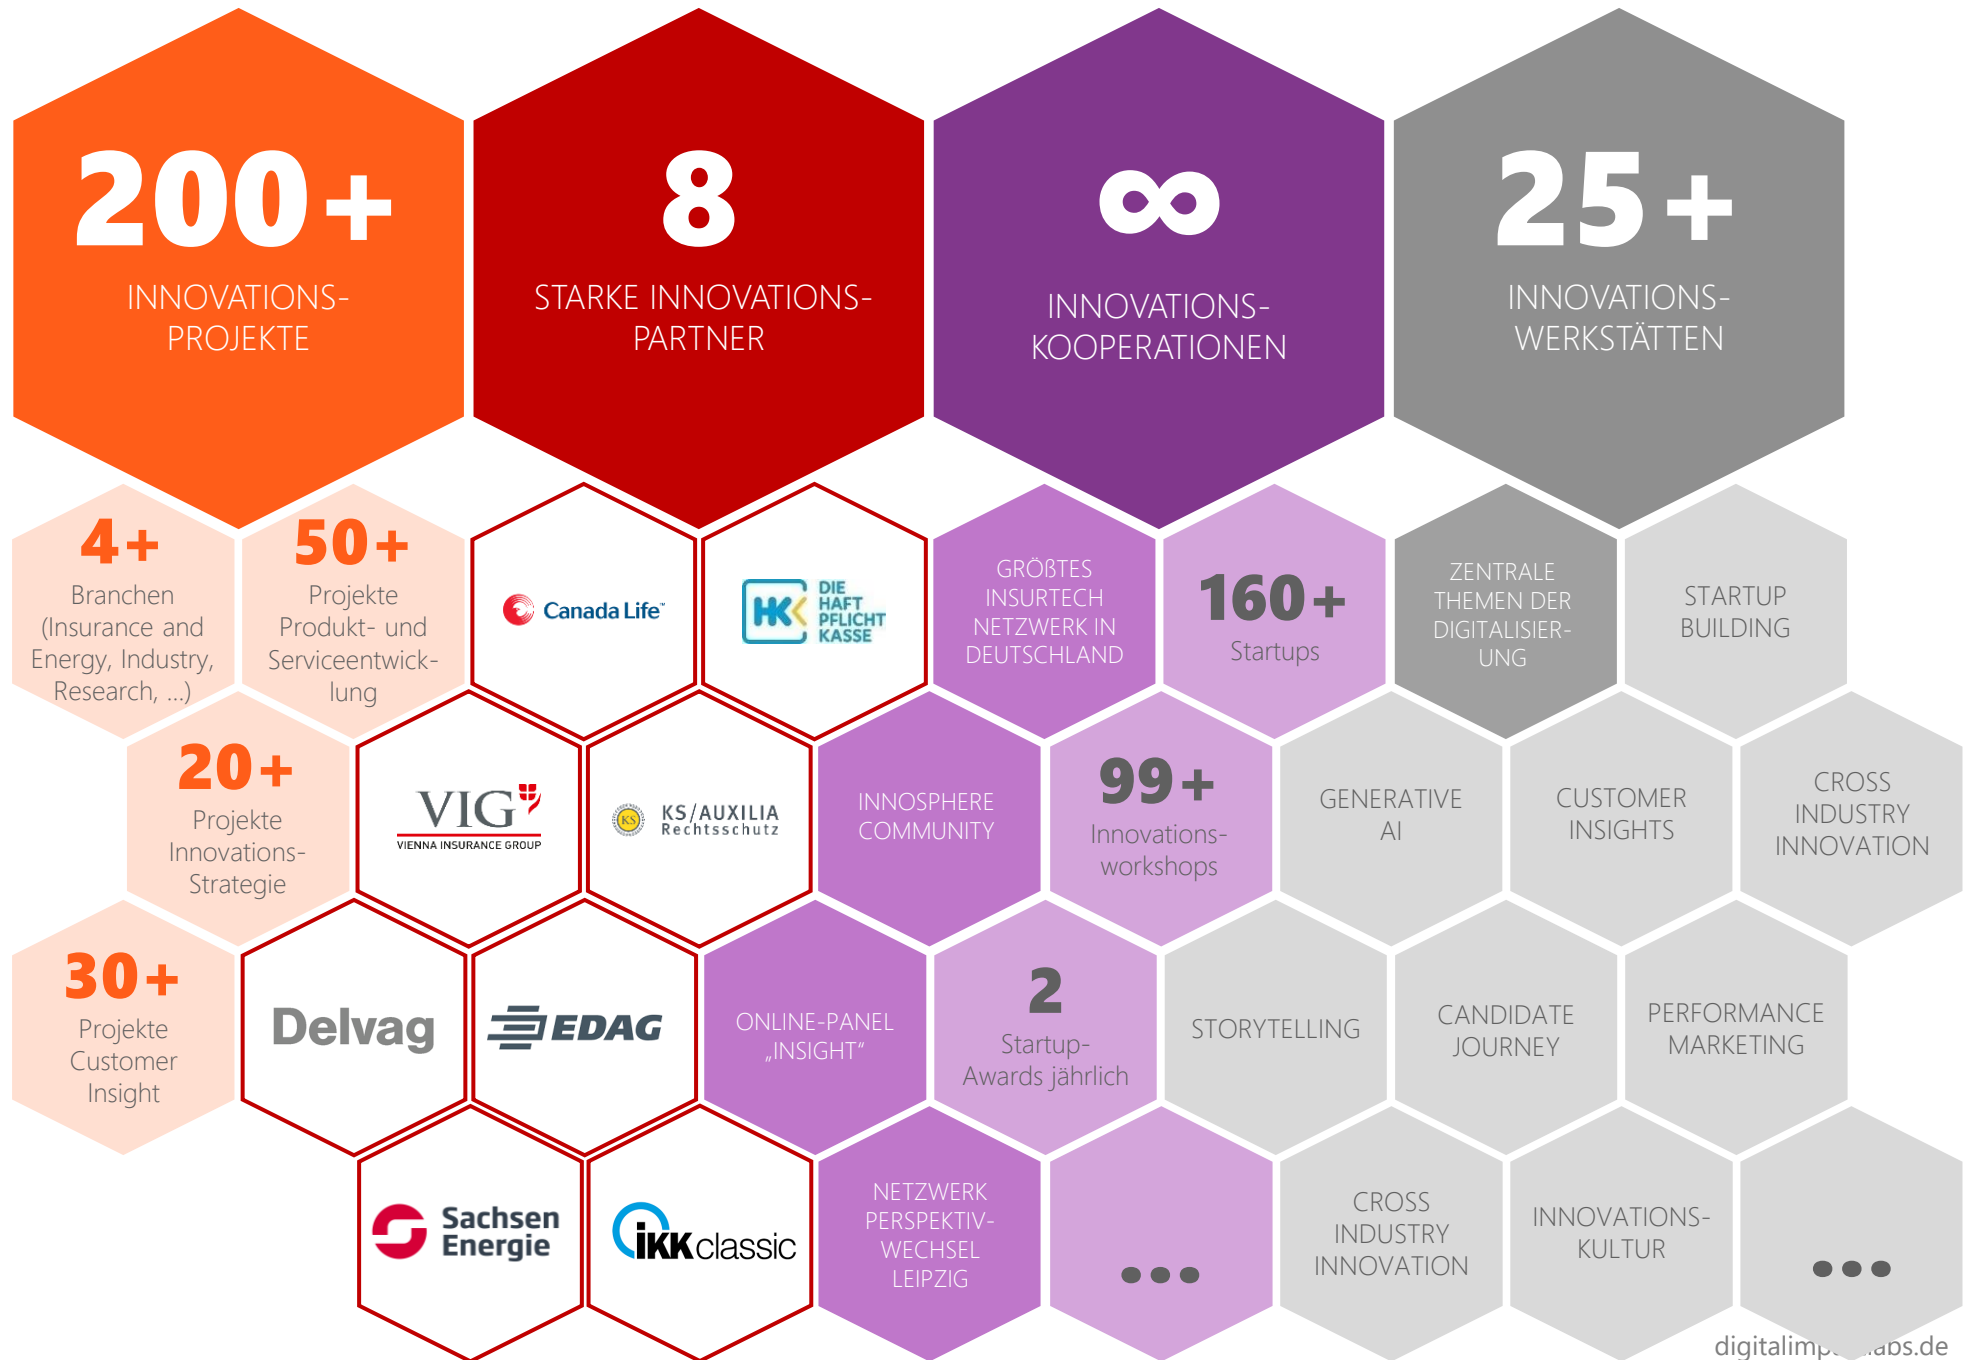 200+
INNOVATIONS-
PROJEKTE
8
STARKE INNOVATIONS-
PARTNER
∞
INNOVATIONS-
KOOPERATIONEN
25+
INNOVATIONS-
WERKSTÄTTEN
4+
Branchen
(Insurance and
Energy, Industry,
Research, ...)
50+
Projekte
Produkt- und
Serviceentwick-
lung
Canada Life™
HK
DIE
HAFT
PFLICHT
KASSE
GRÖßTES
INSURTECH
NETZWERK IN
DEUTSCHLAND
160+
Startups
ZENTRALE
THEMEN DER
DIGITALISIER-
UNG
STARTUP
BUILDING
20+
Projekte
Innovations-
Strategie
VIG
VIENNA INSURANCE GROUP
KS
KS/AUXILIA
Rechtsschutz
INNOSPHERE
COMMUNITY
99+
Innovations-
workshops
GENERATIVE
AI
CUSTOMER
INSIGHTS
CROSS
INDUSTRY
INNOVATION
30+
Projekte
Customer
Insight
Delvag
EDAG
ONLINE-PANEL
„INSIGHT“
2
Startup-
Awards jährlich
STORYTELLING
CANDIDATE
JOURNEY
PERFORMANCE
MARKETING
Sachsen
Energie
iKK classic
NETZWERK
PERSPEKTIV-
WECHSEL
LEIPZIG
...
CROSS
INDUSTRY
INNOVATION
INNOVATIONS-
KULTUR
...